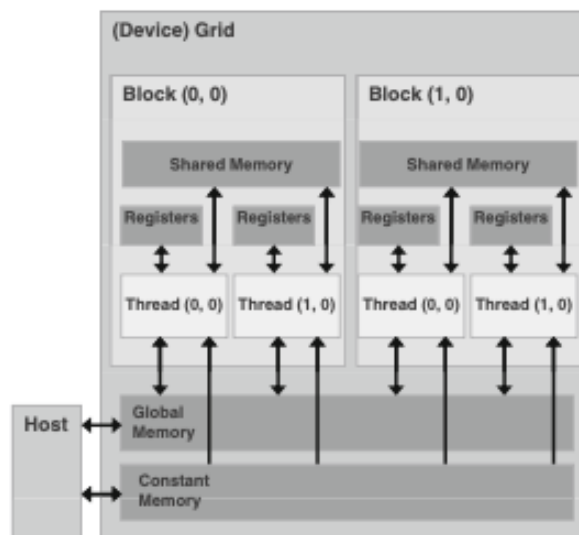 (Device) Grid
Block (0, 0)
Block (1, 0)
Shared Memory
Shared Memory
Registers
Registers
Registers
Registers
Thread (0, 0)
Thread (1, 0)
Thread (0, 0)
Thread (1, 0)
Host
Global
Memory
Constant
Memory